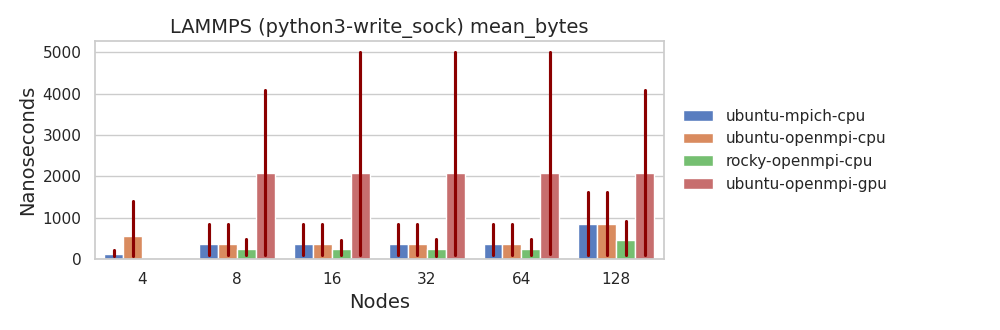 LAMMPS (python3-write_sock) mean_bytes
Nanoseconds
5000
4000
3000
2000
1000
0
4 8 16 32 64 128
Nodes
ubuntu-mpich-cpu
ubuntu-openmpi-cpu
rocky-openmpi-cpu
ubuntu-openmpi-gpu